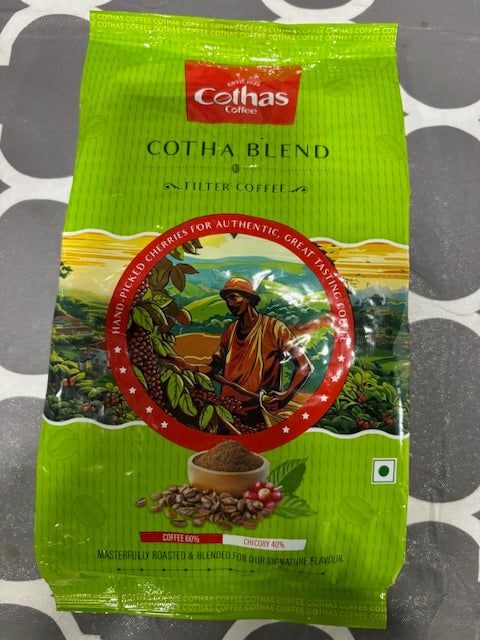 COTHAS COFFEE COTHAS COFFEE COTHAS COFFEE COTHAS COFFEE COTHAS COFFEE
Cothas
Coffee
COTHA BLEND
FILTER COFFEE
HAND-PICKED CHERRIES FOR AUTHENTIC, GREAT TASTING COFFEE
COFFEE 60% CHICORY 40%
MASTERFULLY ROASTED & BLENDED FOR OUR SIGNATURE FLAVOUR.
COTHAS COFFEE COTHAS COFFEE COTHAS COFFEE COTHAS COFFEE